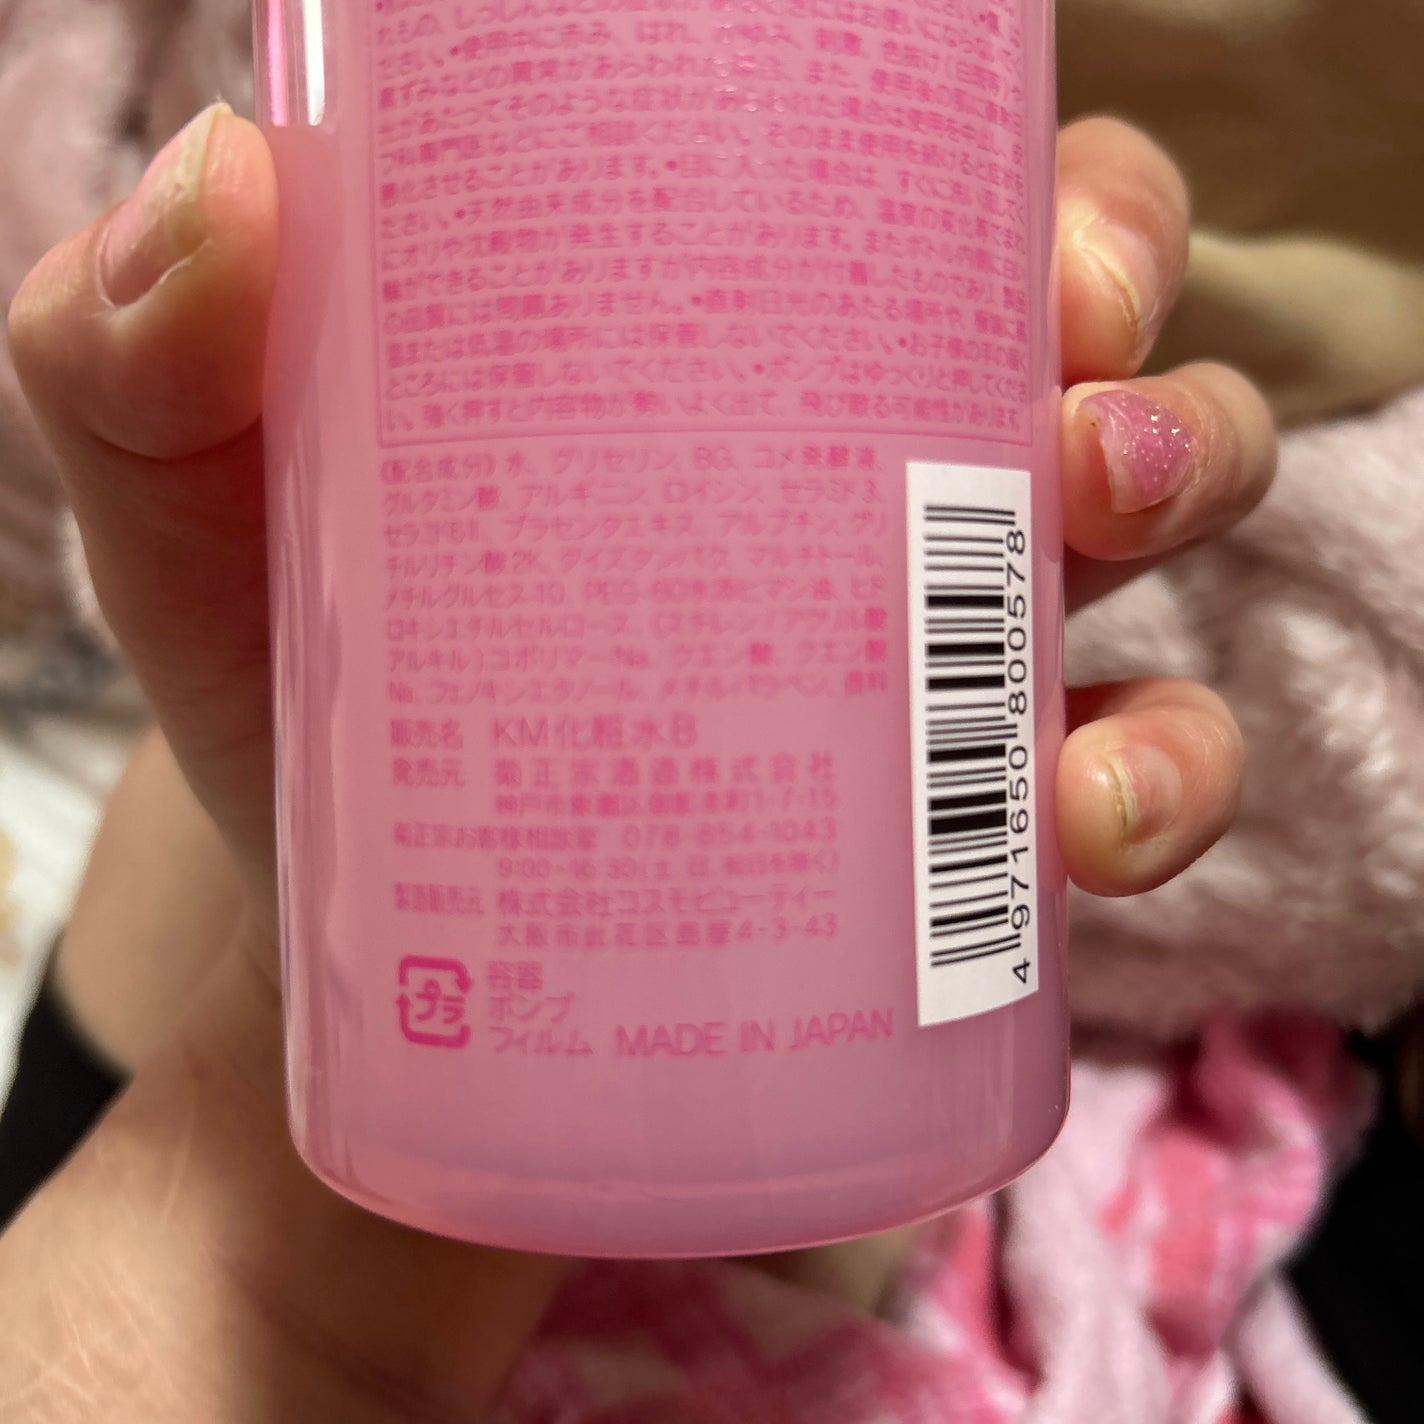 れもの、しっしんなどの症状があるときにはお使いにならないで
ださい。•使用中に赤み、はれ、かゆみ、刺激、色抜け(白斑等)や
黒ずみなどの異常があらわれた場合、また、使用後の肌に直射日
光があたってそのような症状があらわれた場合は使用を中止し、皮
フ科専門医などにご相談ください。そのまま使用を続けると症状を
悪化させることがあります。•目に入った場合は、すぐに洗い流してく
ださい。•天然由来成分を配合しているため、温度の変化等でまれ
にオリや沈殿物が発生することがあります。またボトル内側に白い
輪ができることがありますが内容成分が付着したものであり、製品
の品質には問題ありません。•直射日光のあたる場所や、極端に高
温または低温の場所には保管しないでください。•お子様の手の届く
ところには保管しないでください。•ポンプはゆっくりと押してくださ
い。強く押すと内容物が勢いよく出て、飛び散る可能性があります。
《配合成分》水、グリセリン、BG、コメ発酵液、
グルタミン酸、アルギニン、ロイシン、セラミド3、
セラミド6Ⅱ、プラセンタエキス、アルブチン、グリ
チルリチン酸2K、ダイズタンパク、マルチトール、
メチルグルセス-10、PEG-60水添ヒマシ油、ヒド
ロキシエチルセルロース、(スチレン/アクリル酸
アルキル)コポリマーNa、クエン酸、クエン酸
Na、フェノキシエタノール、メチルパラベン、香料
販売名 KM化粧水B
発売元 菊正宗酒造株式会社
神戸市東灘区御影本町1-7-15
菊正宗お客様相談室 078-854-1043
9:00~16:30(土、日、祝日を除く)
製造販売元 株式会社コスモビューティー
大阪市此花区島屋4-3-43
プラ
容器
ポンプ
フィルム MADE IN JAPAN
4971650800578